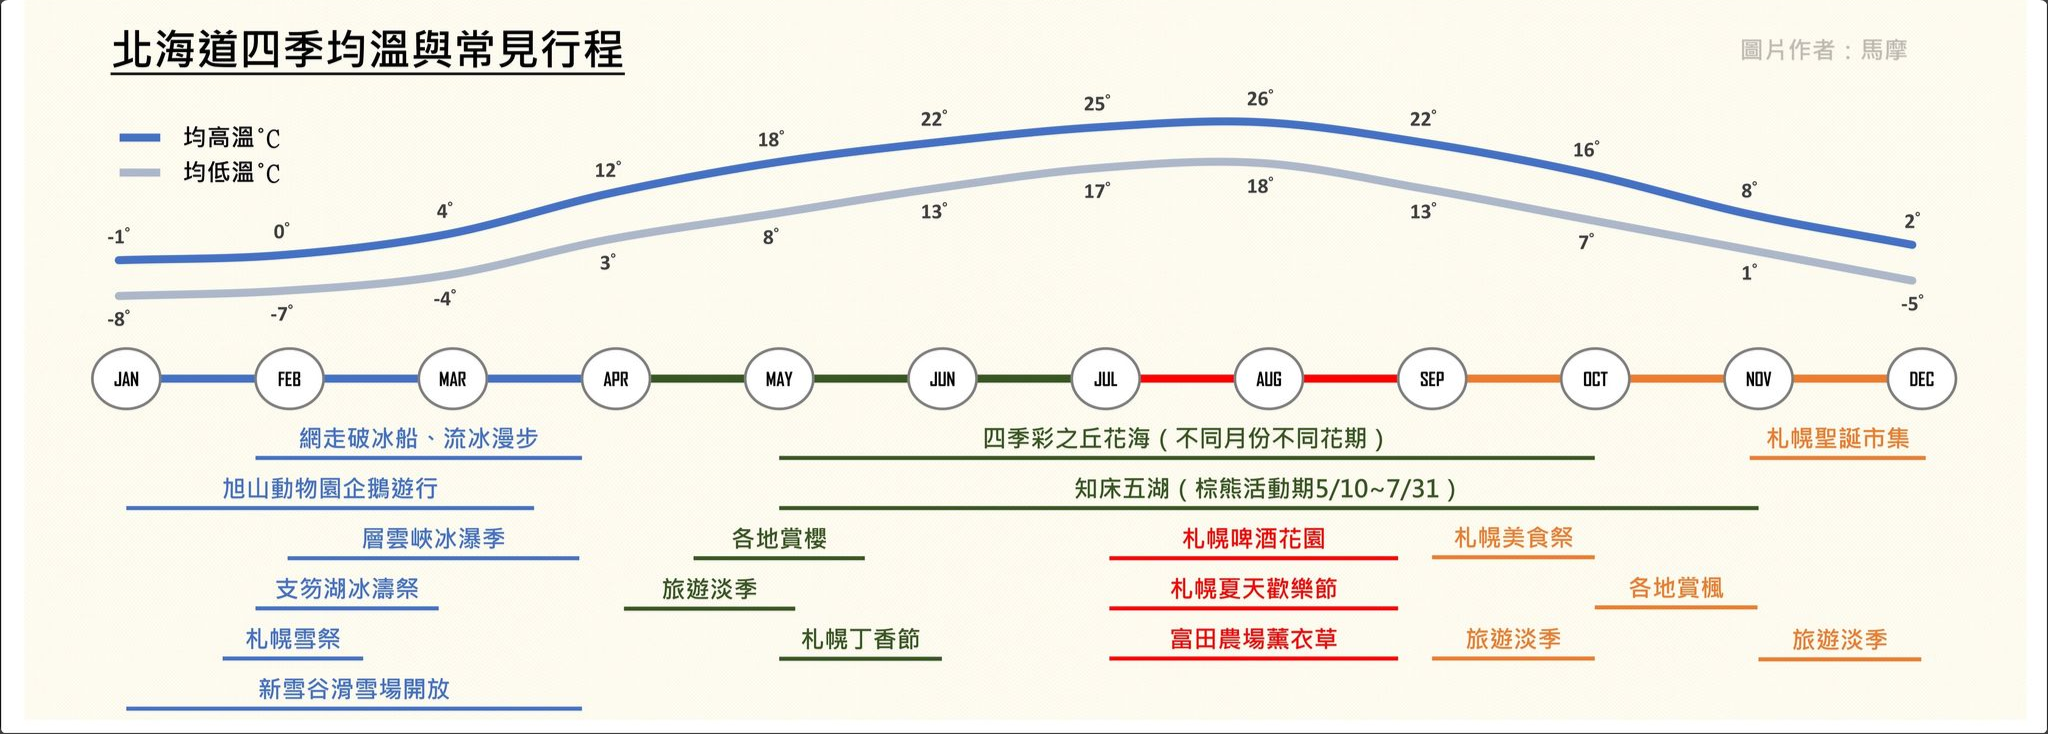 北海道四季均溫與常見行程
圖片作者：馬摩
均高溫°C
均低溫°C
-1° 0° 4° 12° 18° 22° 25° 26° 22° 16° 8° 2°
-8° -7° -4° 3° 8° 13° 17° 18° 13° 7° 1° -5°
JAN FEB MAR APR MAY JUN JUL AUG SEP OCT NOV DEC
網走破冰船、流冰漫步 四季彩之丘花海（不同月份不同花期） 札幌聖誕市集
旭山動物園企鵝遊行 知床五湖（棕熊活動期5/10~7/31）
層雲峽冰瀑季 各地賞櫻 札幌啤酒花園 札幌美食祭
支笏湖冰濤祭 旅遊淡季 札幌夏天歡樂節 各地賞楓
札幌雪祭 札幌丁香節 富田農場薰衣草 旅遊淡季 旅遊淡季
新雪谷滑雪場開放